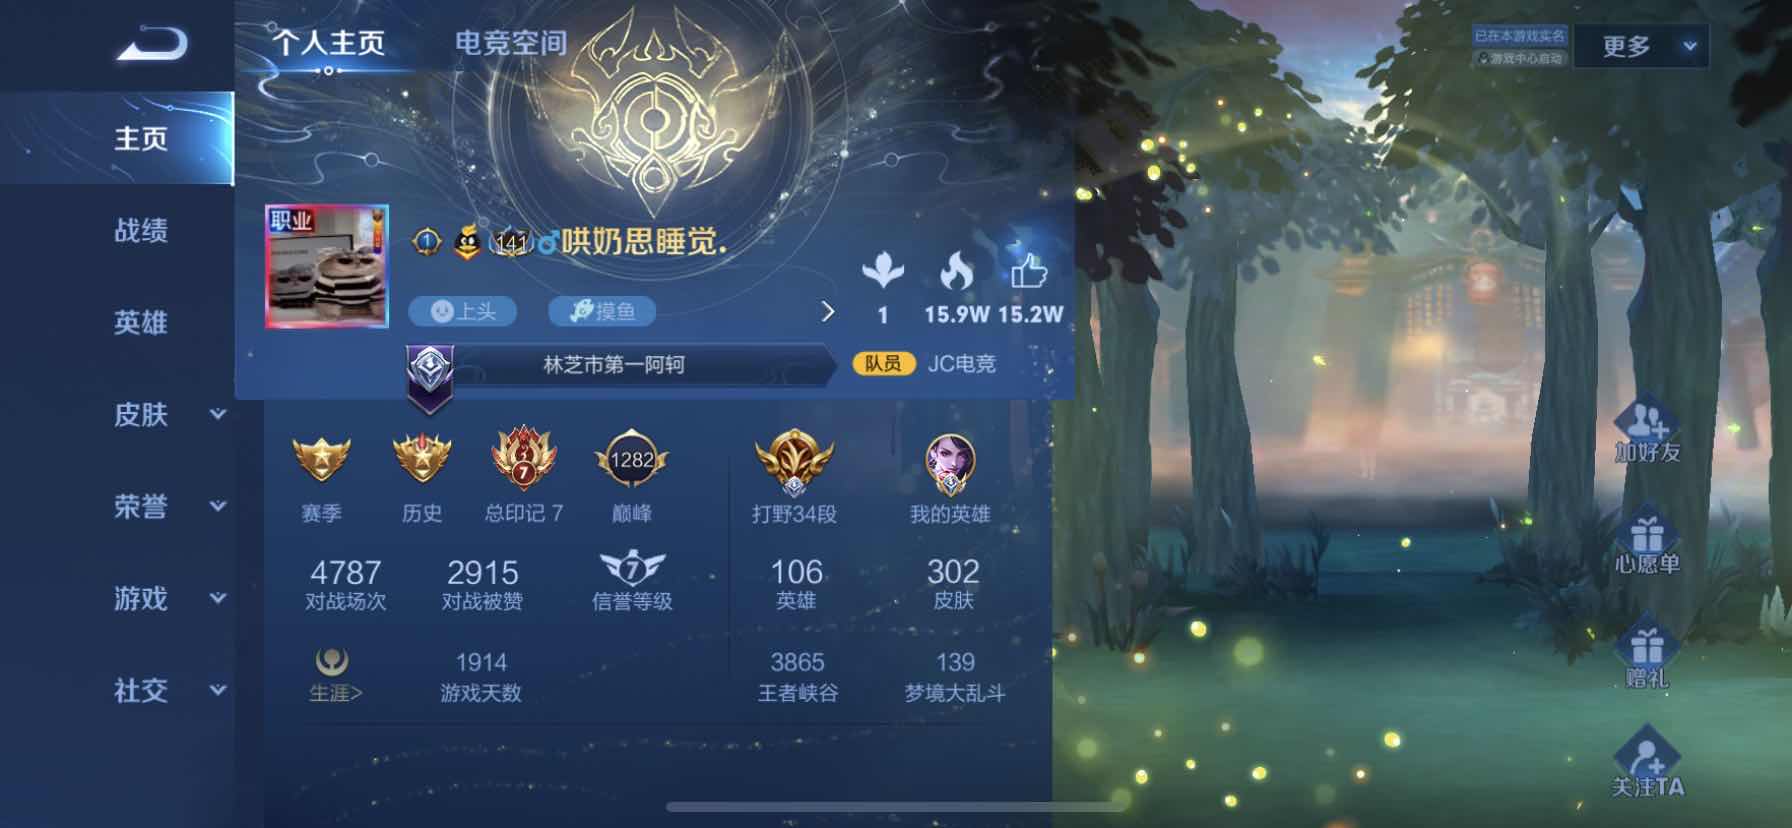 个人主页
电竞空间
已在本游戏实名
游戏中心启动
更多
主页
战绩
英雄
皮肤
荣誉
游戏
社交
职业
1
141
哄奶思睡觉.
上头
摸鱼
1
15.9W
15.2W
林芝市第一阿轲
队员
JC电竞
7
1282
赛季
历史
总印记 7
巅峰
打野34段
我的英雄
4787
2915
7
106
302
对战场次
对战被赞
信誉等级
英雄
皮肤
1914
3865
139
生涯>
游戏天数
王者峡谷
梦境大乱斗
加好友
心愿单
赠礼
关注TA